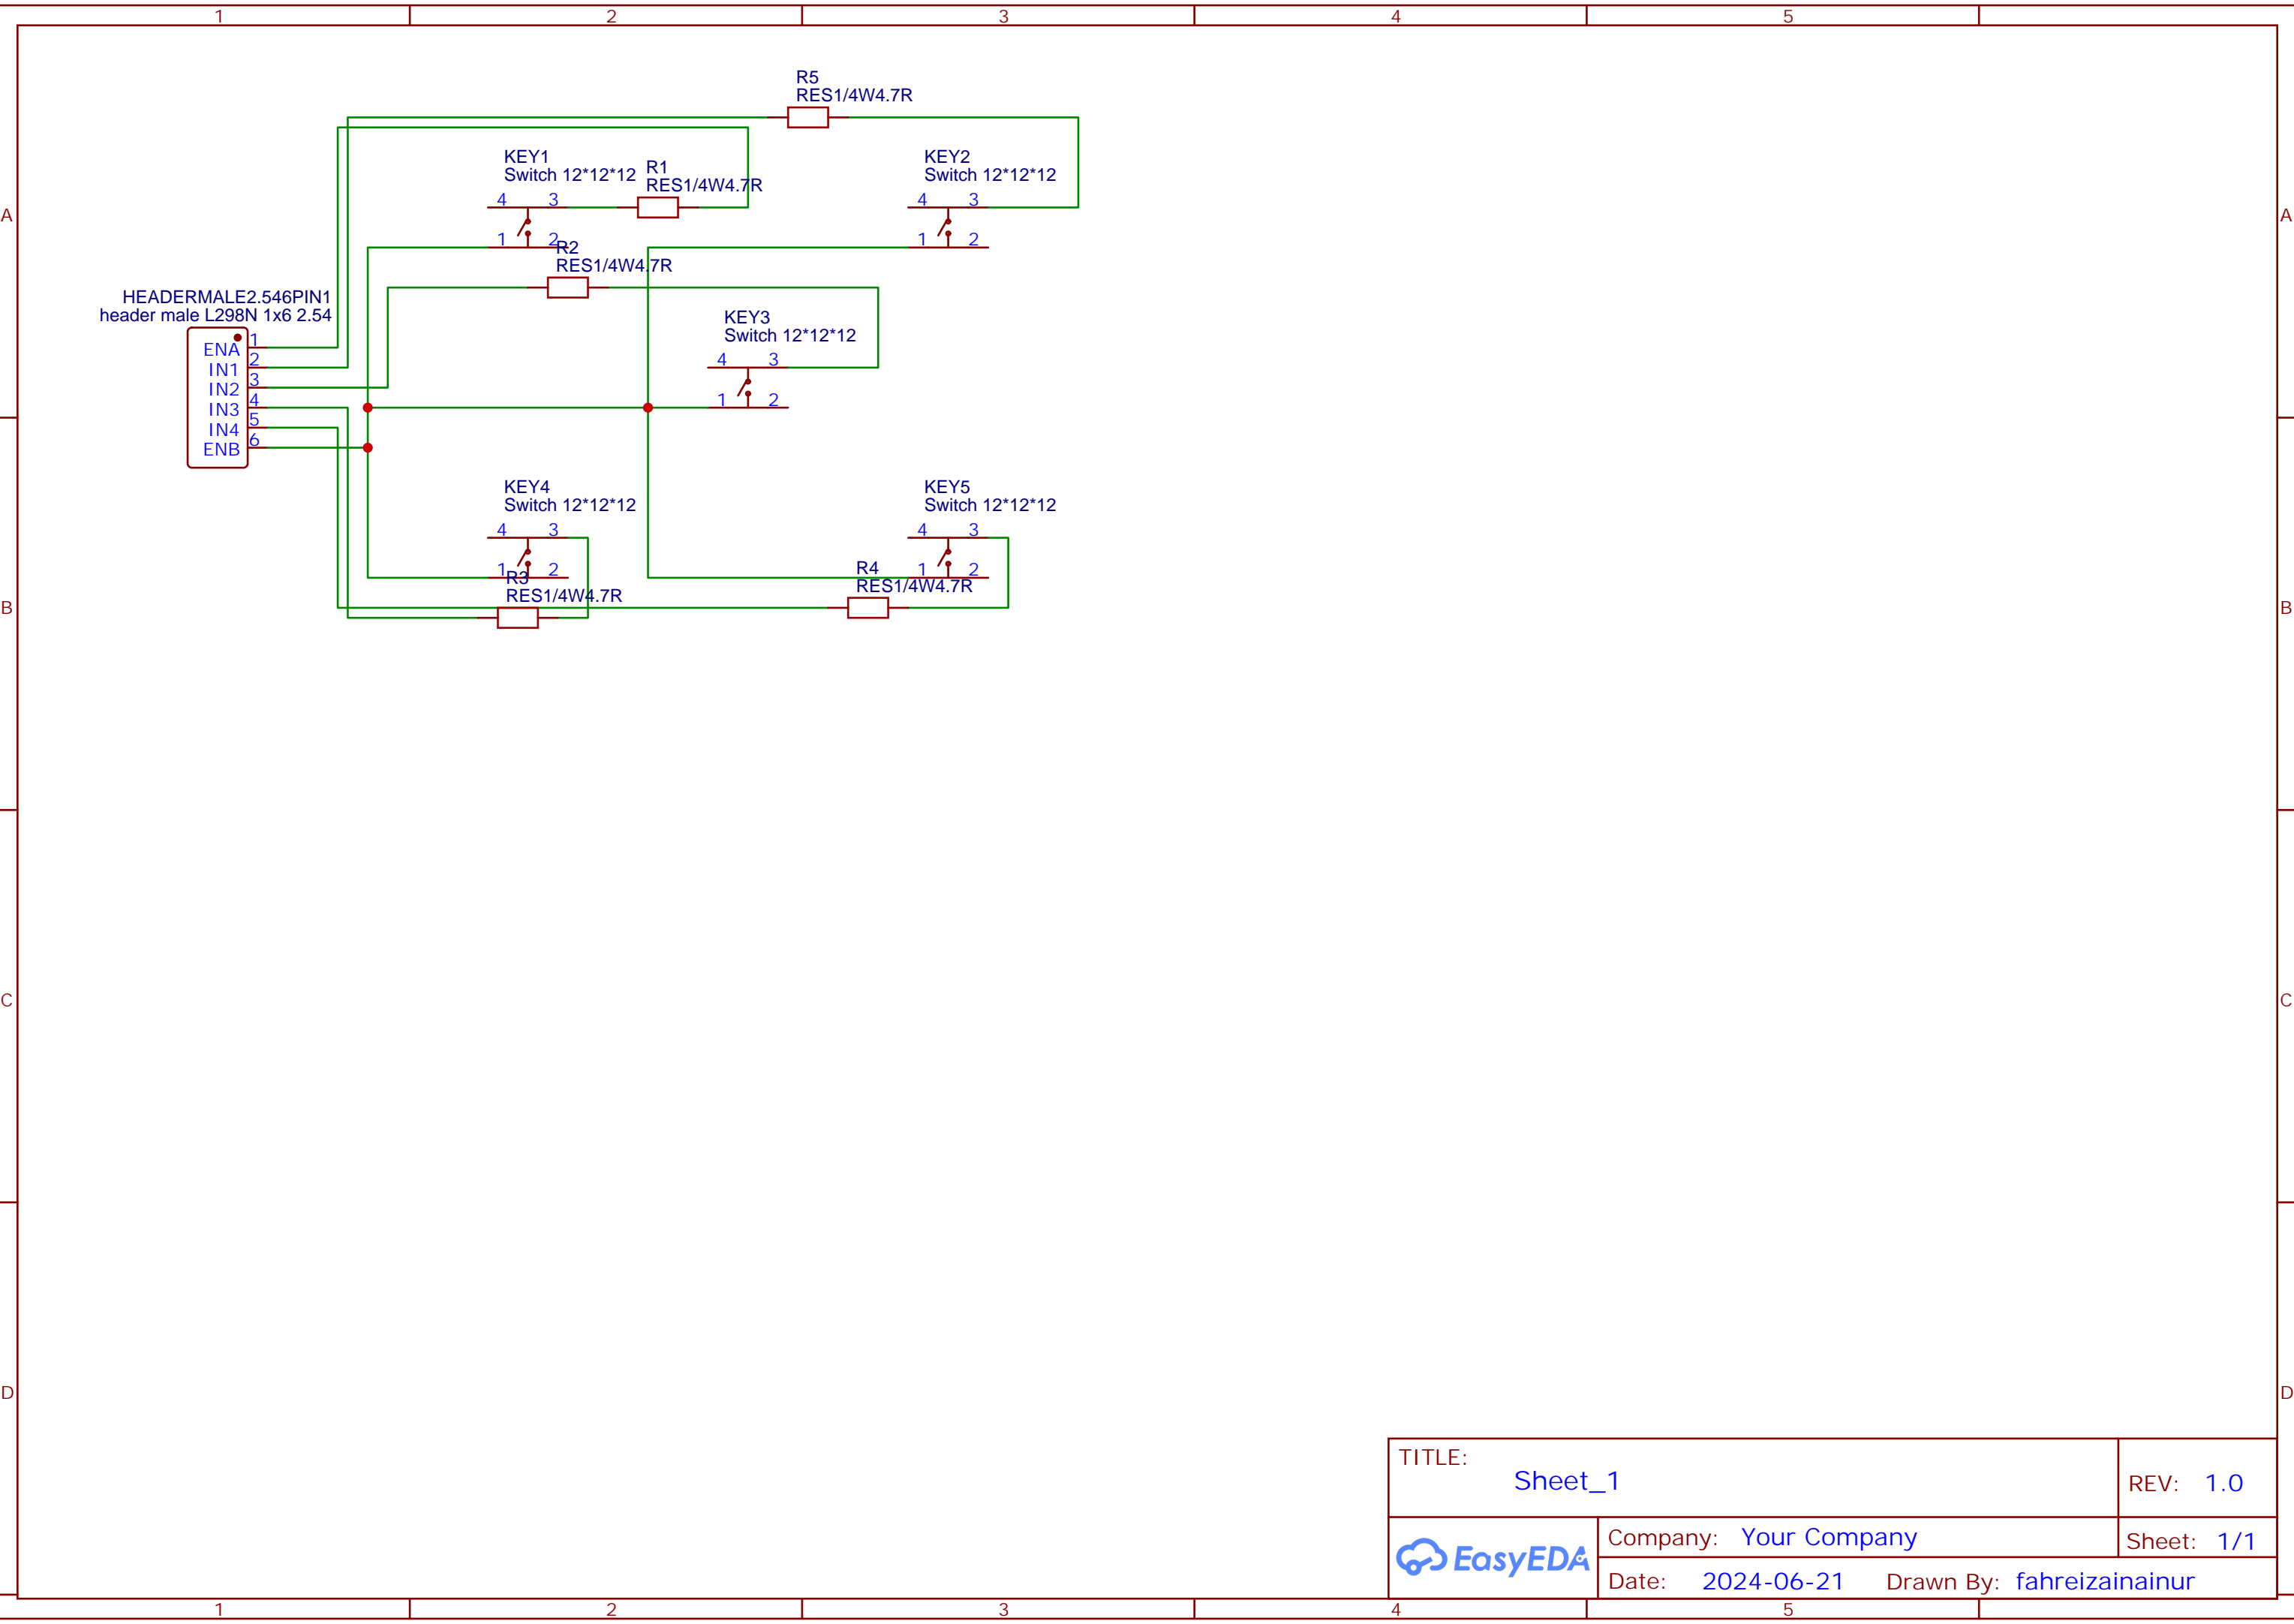 1 2 3 4 5
R5
RES1/4W4.7R
KEY1
Switch 12*12*12
R1
RES1/4W4.7R
KEY2
Switch 12*12*12
4 3
4 3
A
A
1 2
1 2
R2
RES1/4W4.7R
HEADERMALE2.546PIN1
header male L298N 1x6 2.54
KEY3
Switch 12*12*12
ENA 1
IN1 2
IN2 3
IN3 4
IN4 5
ENB 6
4 3
1 2
KEY4
Switch 12*12*12
KEY5
Switch 12*12*12
4 3
4 3
1 2
1 2
R3
RES1/4W4.7R
R4
RES1/4W4.7R
B
B
C
C
D
D
TITLE:
Sheet_1
REV: 1.0
EasyEDA
Company: Your Company
Sheet: 1/1
Date: 2024-06-21 Drawn By: fahreizainainur
1 2 3 4 5